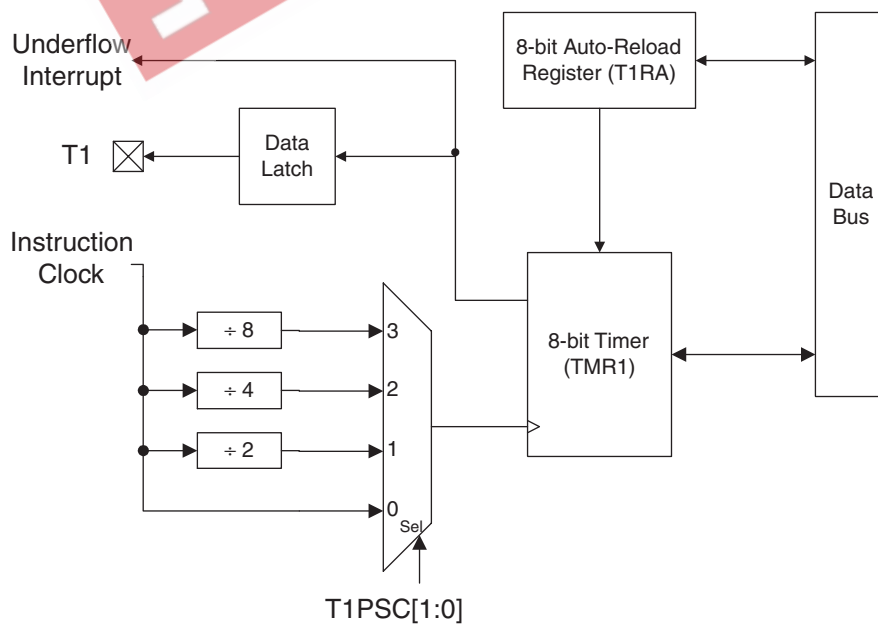 Underflow
Interrupt
8-bit Auto-Reload
Register (T1RA)
T1
Data
Latch
Data
Bus
Instruction
Clock
÷ 8
3
8-bit Timer
(TMR1)
÷ 4
2
÷ 2
1
0
Sel
T1PSC[1:0]